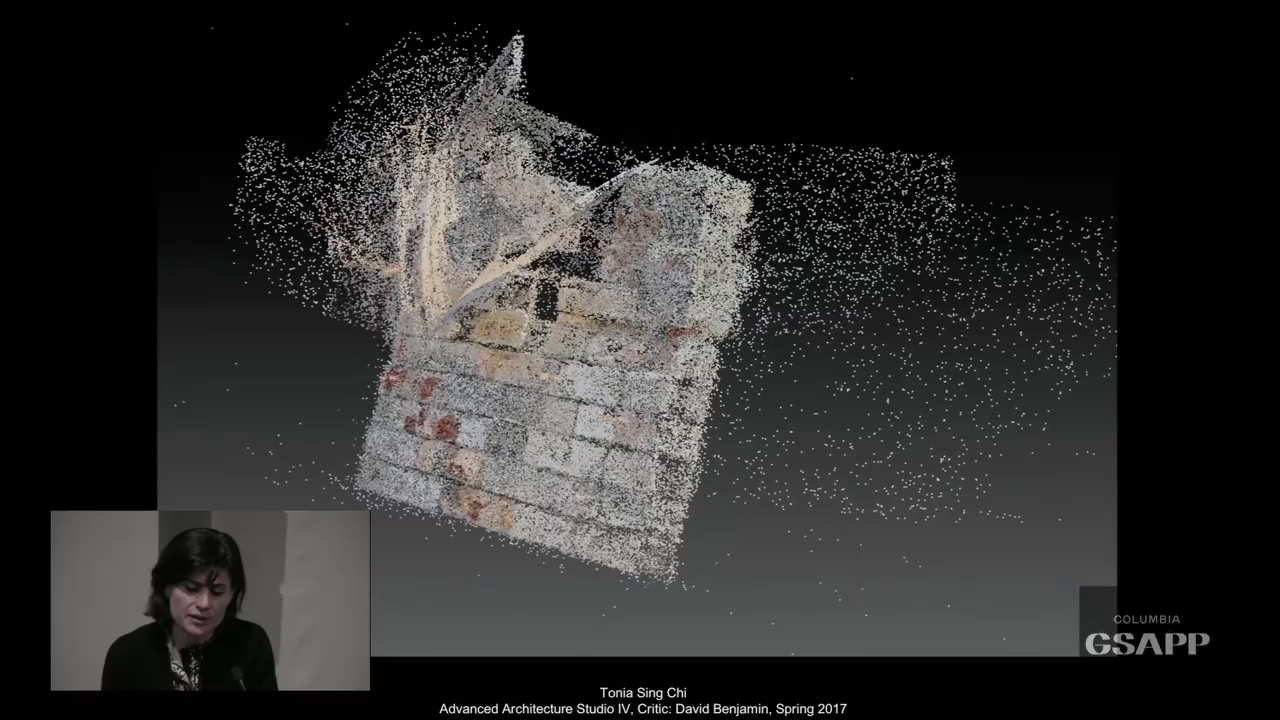 COLUMBIA
GSAPP
Tonia Sing Chi
Advanced Architecture Studio IV, Critic: David Benjamin, Spring 2017